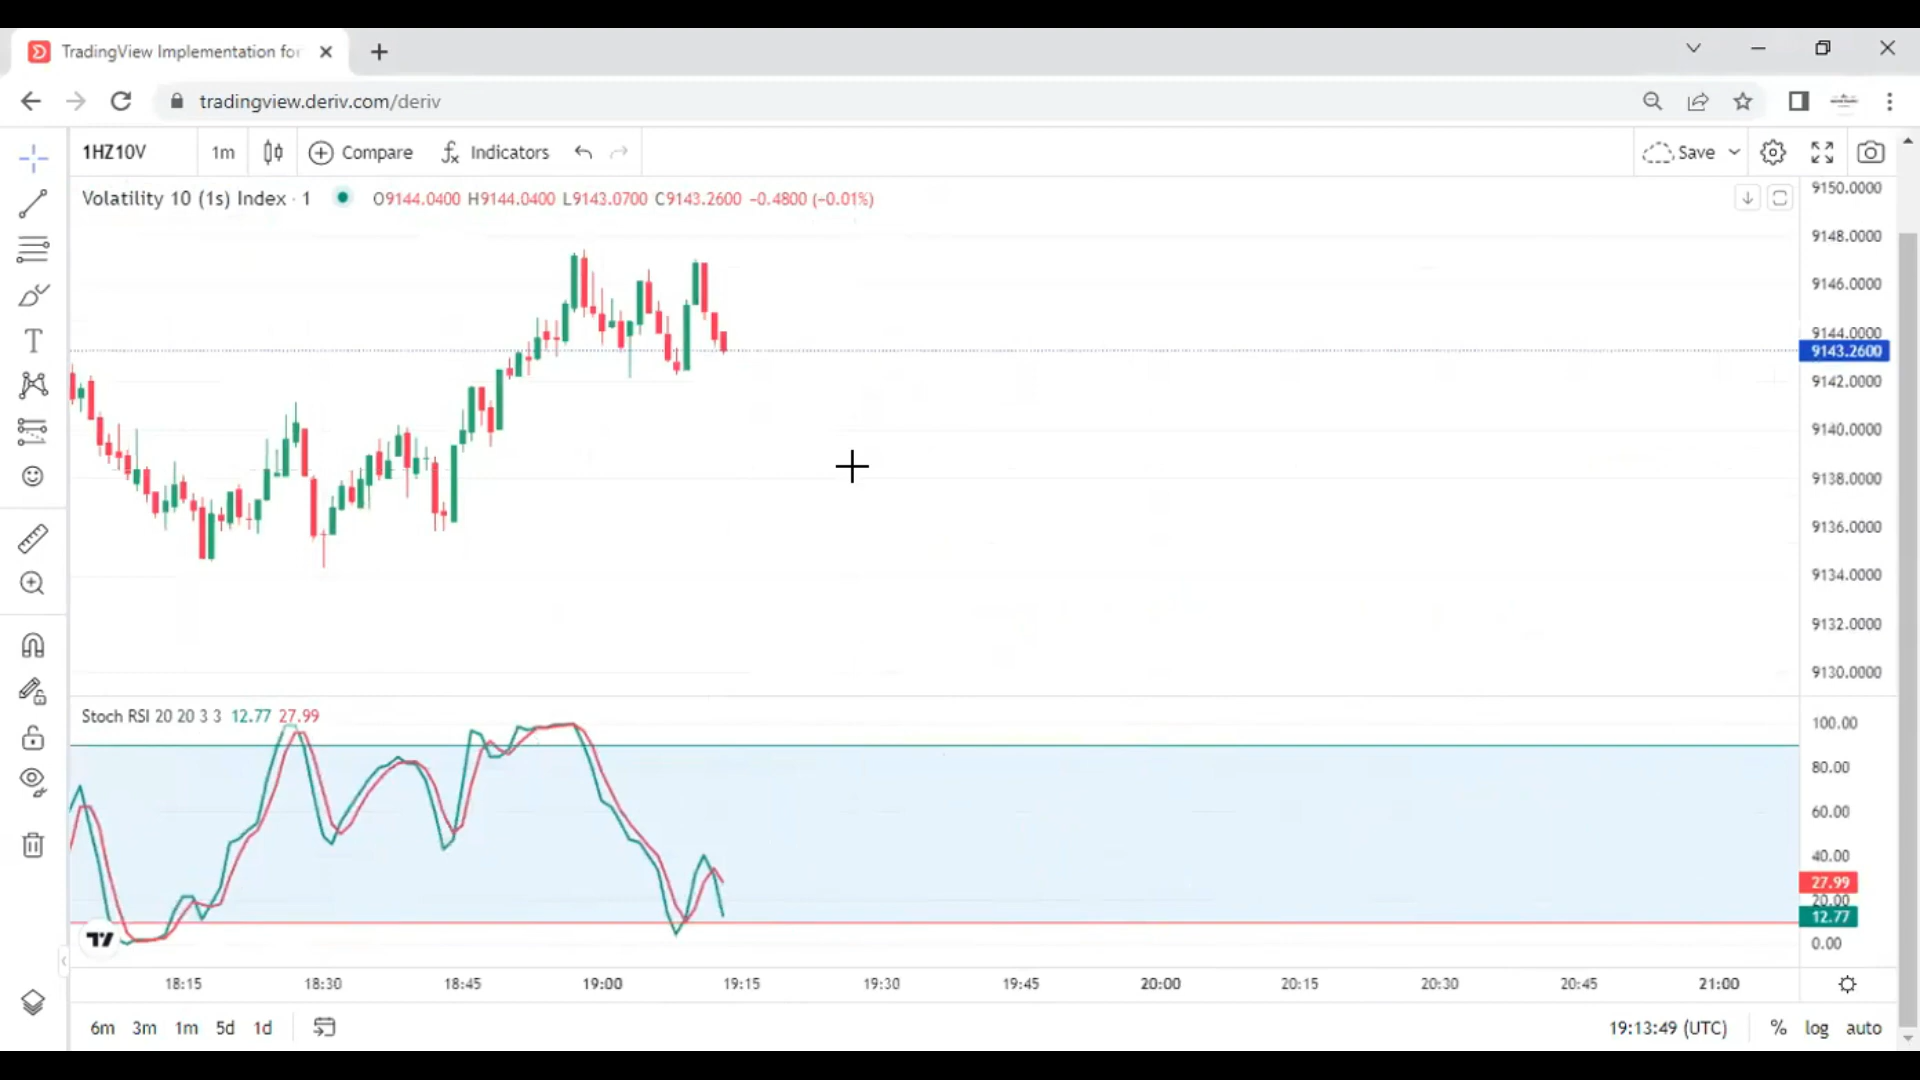 TradingView Implementation for
tradingview.deriv.com/deriv
1HZ10V 1m Compare Indicators Save
Volatility 10 (1s) Index · 1 O9144.0400 H9144.0400 L9143.0700 C9143.2600 −0.4800 (−0.01%)
9150.0000
9148.0000
9146.0000
9144.0000
9143.2600
9142.0000
9140.0000
9138.0000
9136.0000
9134.0000
9132.0000
9130.0000
Stoch RSI 20 20 3 3 12.77 27.99
100.00
80.00
60.00
40.00
27.99
20.00
12.77
0.00
18:15 18:30 18:45 19:00 19:15 19:30 19:45 20:00 20:15 20:30 20:45 21:00
6m 3m 1m 5d 1d 19:13:49 (UTC) % log auto